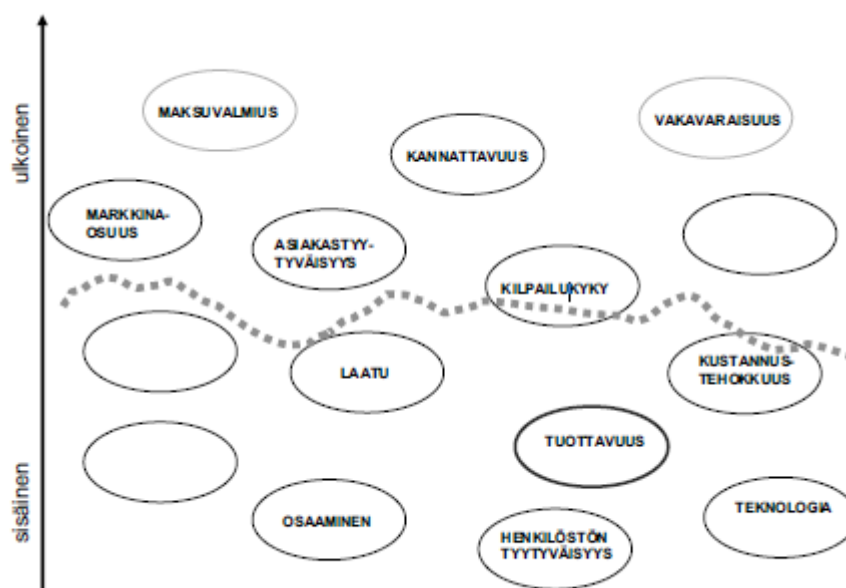 ulkoinen
MAKSUVALMIUS
VAKAVARAISUUS
KANNATTAVUUS
MARKKINA-
OSUUS
ASIAKASTYY-
TYVÄISYYS
KILPAILUKYKY
LAATU
KUSTANNUS-
TEHOKKUUS
TUOTTAVUUS
sisäinen
OSAAMINEN
TEKNOLOGIA
HENKILÖSTÖN
TYYTYVÄISYYS